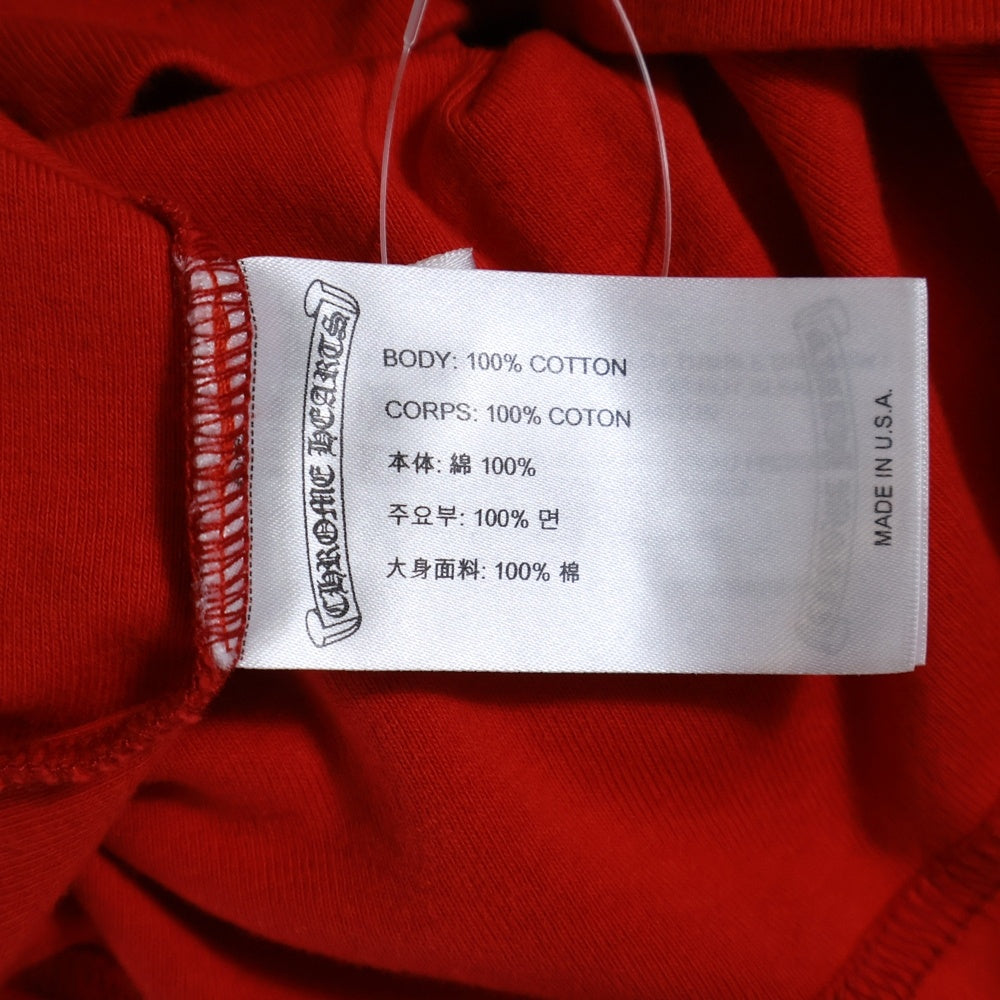 CHROME HEARTS
BODY: 100% COTTON
CORPS: 100% COTON
本体: 綿 100%
주요부: 100% 면
大身面料: 100% 棉
MADE IN U.S.A.